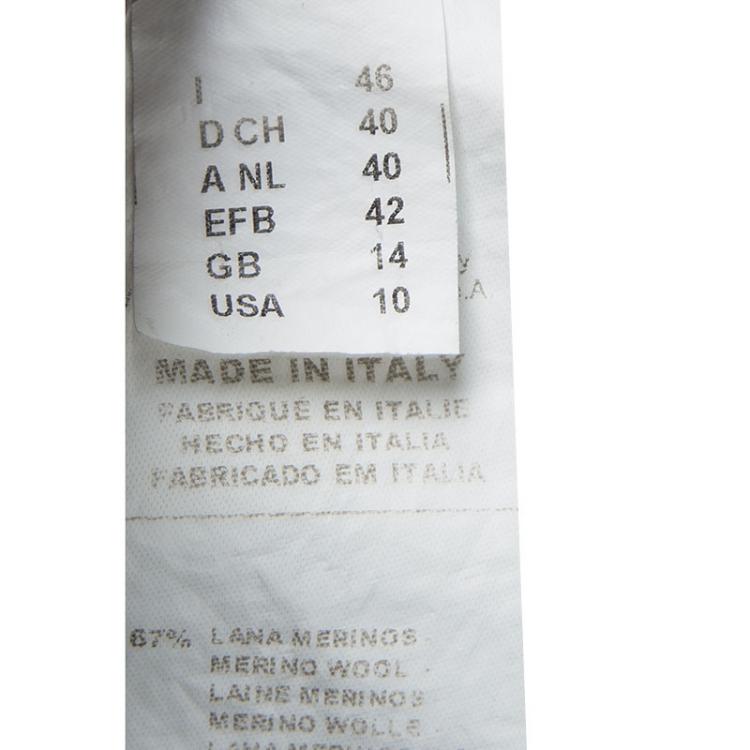 I 46
D CH 40
A NL 40
EFB 42
GB 14
USA 10
MADE IN ITALY
FABRIQUÉ EN ITALIE
HECHO EN ITALIA
FABRICADO EM ITALIA
67% LANA MERINOS
MERINO WOOL
LAINE MERINOS
MERINO WOLLE